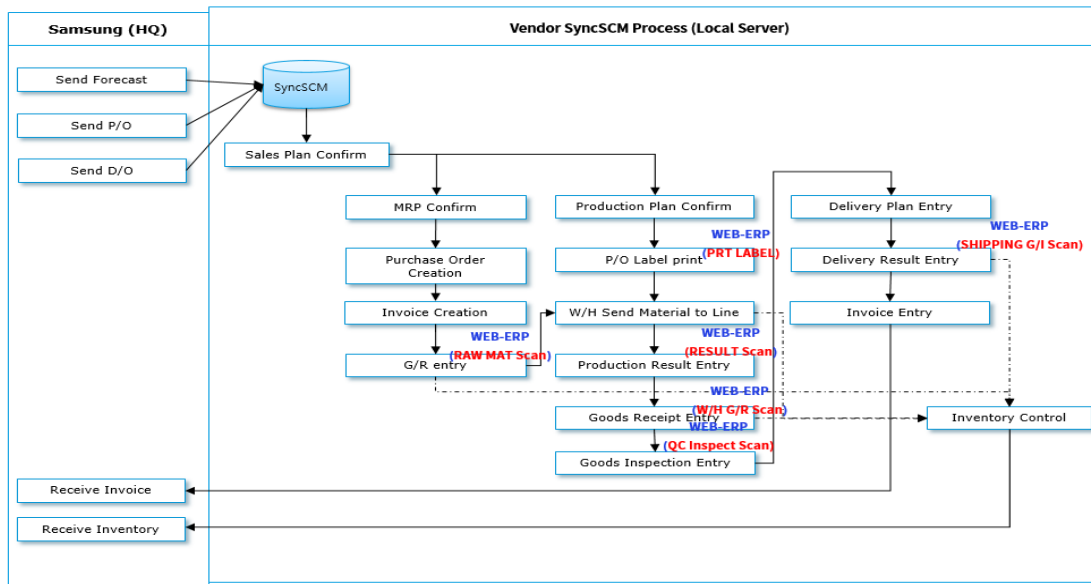 Samsung (HQ)
Vendor SyncSCM Process (Local Server)
Send Forecast
SyncSCM
Send P/O
Sales Plan Confirm
Send D/O
MRP Confirm
Production Plan Confirm
Delivery Plan Entry
WEB-ERP
(PRT LABEL)
WEB-ERP
(SHIPPING G/I Scan)
Purchase Order
Creation
P/O Label print
Delivery Result Entry
Invoice Creation
W/H Send Material to Line
Invoice Entry
WEB-ERP
(RAW MAT Scan)
WEB-ERP
(RESULT Scan)
G/R entry
Production Result Entry
WEB-ERP
(W/H G/R Scan)
Goods Receipt Entry
Inventory Control
WEB-ERP
(QC Inspect Scan)
Goods Inspection Entry
Receive Invoice
Receive Inventory